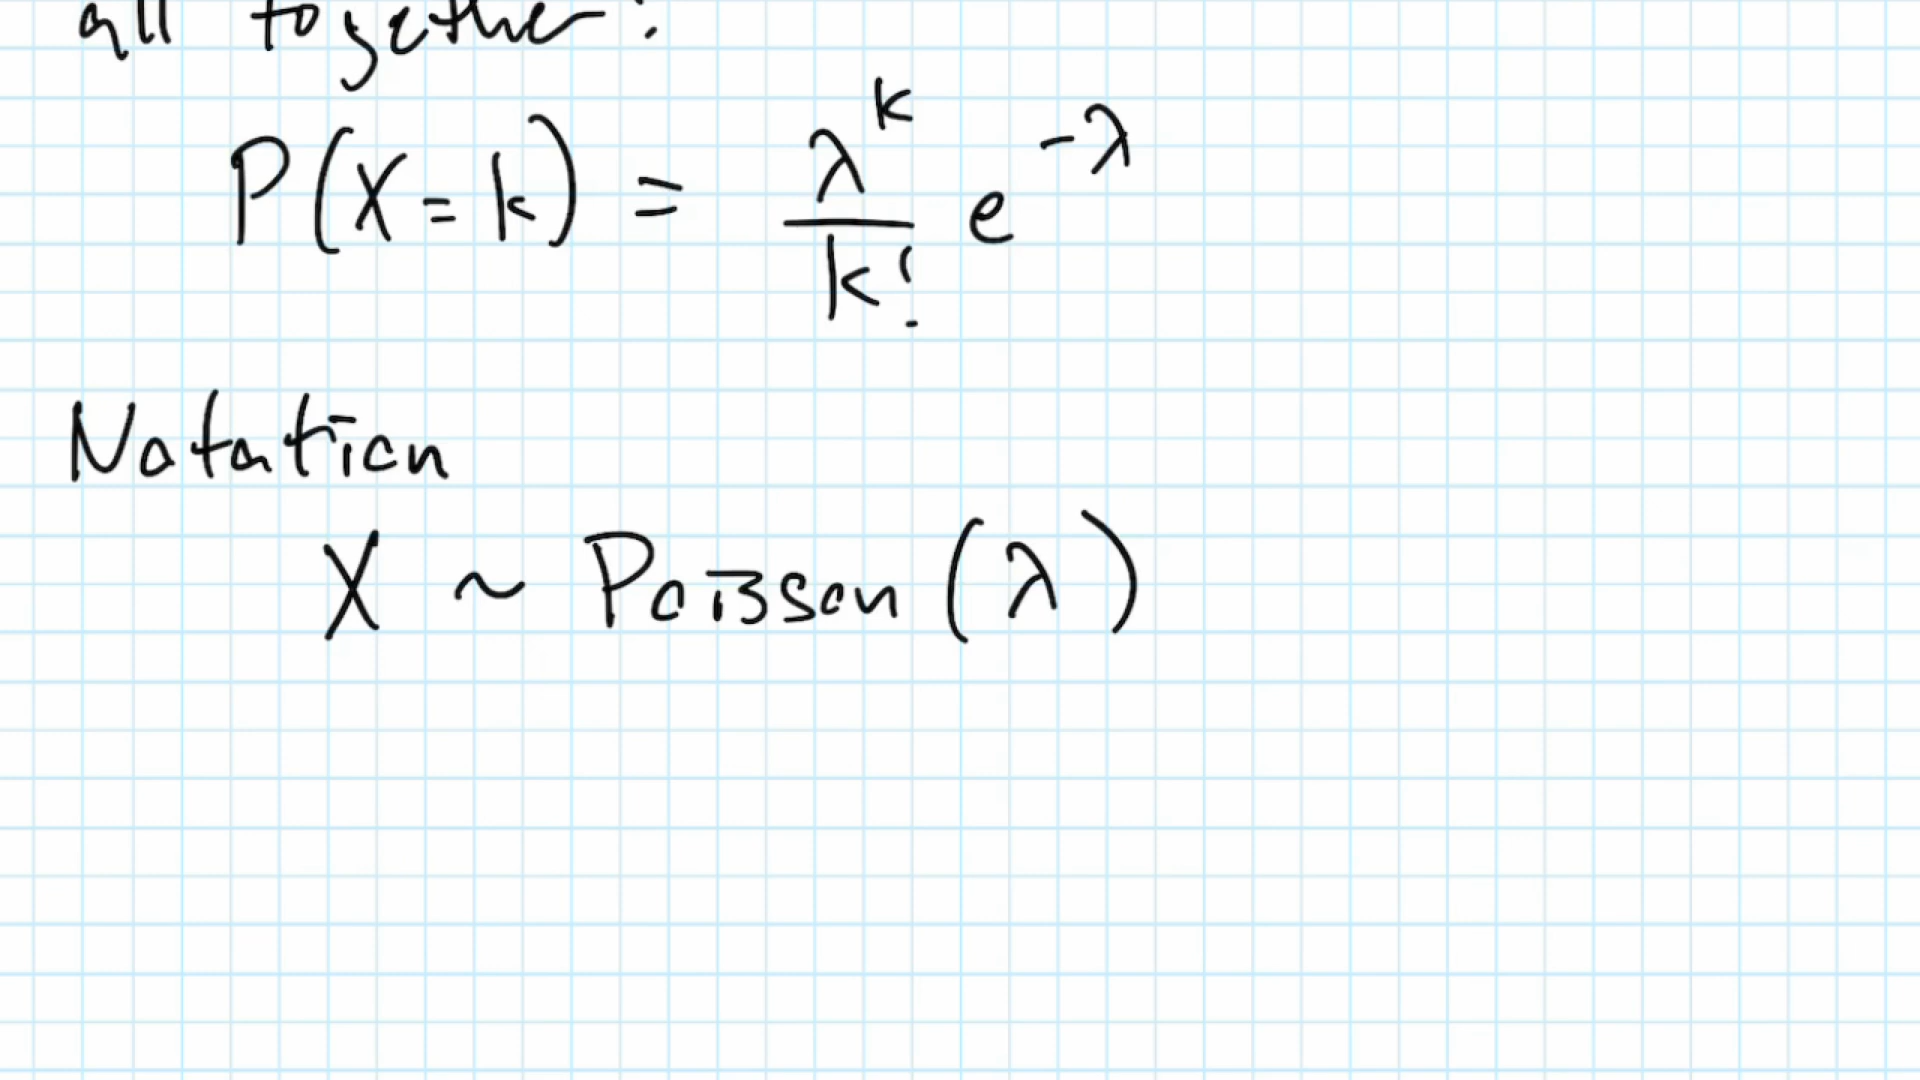 all together:
P(X = k) = λ^k / k! e^-λ
Notation
X ~ Poisson (λ)